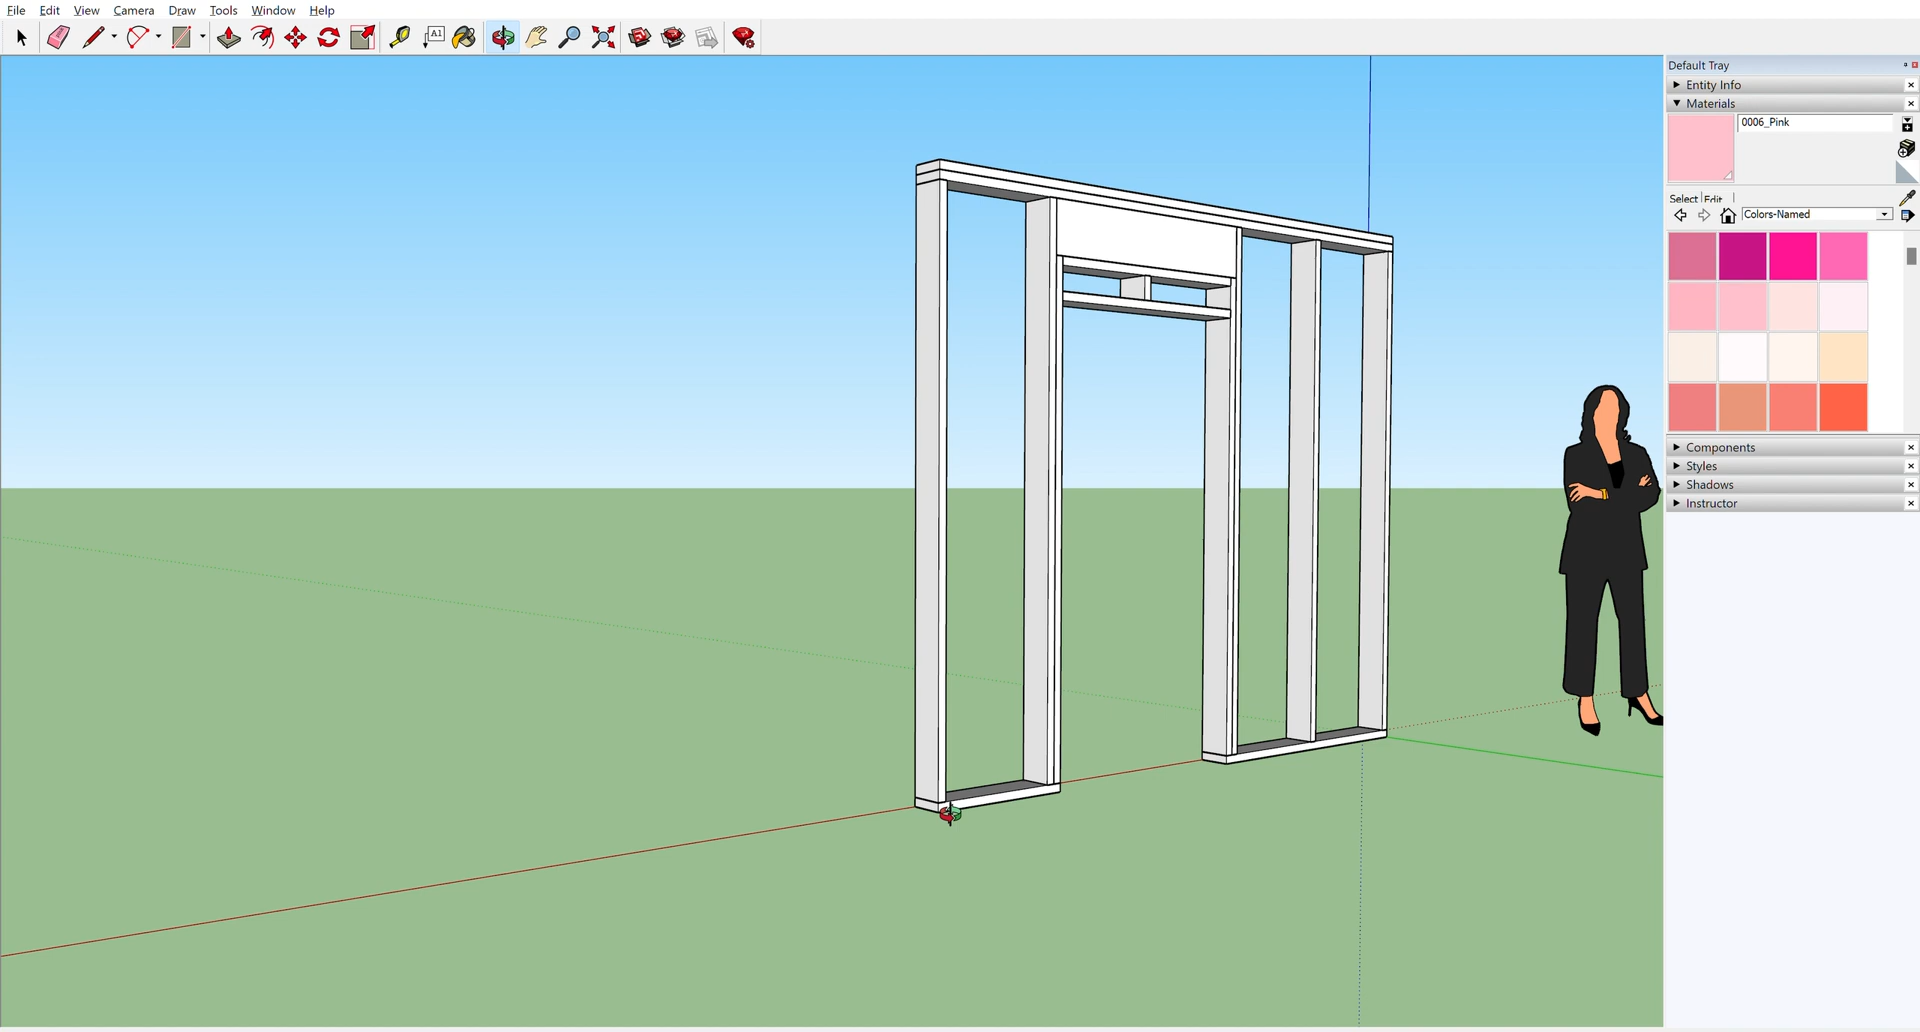 File Edit View Camera Draw Tools Window Help
A1
Default Tray
Entity Info
Materials
0006_Pink
Select Edit
Colors-Named
Components
Styles
Shadows
Instructor